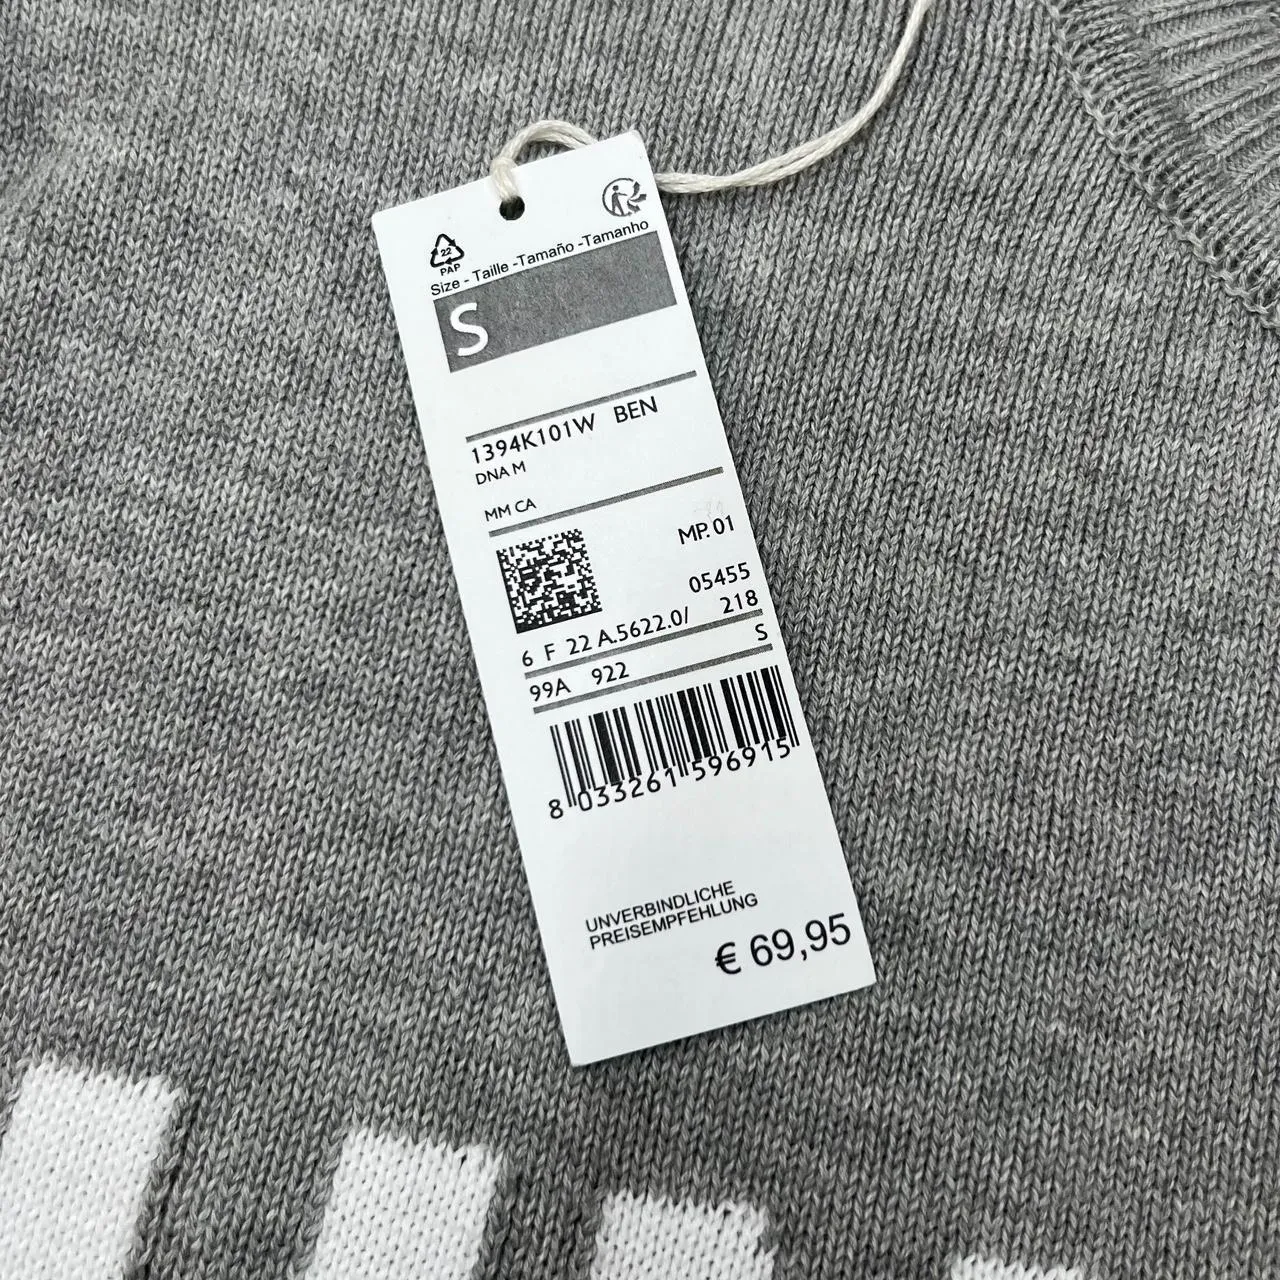 22
PAP
Size - Taille -Tamaño -Tamanho
S
1394K101W BEN
DNA M
MM CA
MP.01
05455
6 F 22 A.5622.0/ 218
99A 922 S
8 033261 596915
UNVERBINDLICHE
PREISEMPFEHLUNG
€ 69,95